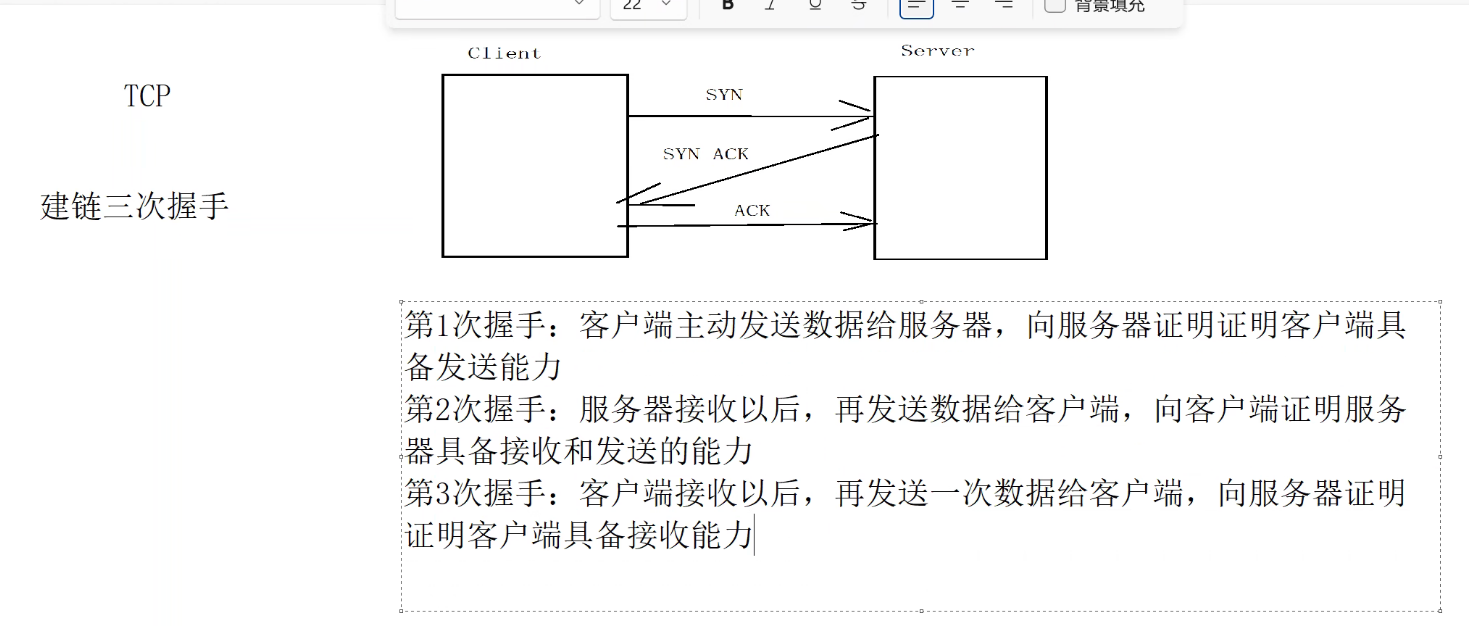 22
B I U S
背景填充
Client
Server
TCP
SYN
SYN ACK
建链三次握手
ACK
第1次握手：客户端主动发送数据给服务器，向服务器证明证明客户端具
备发送能力
第2次握手：服务器接收以后，再发送数据给客户端，向客户端证明服务
器具备接收和发送的能力
第3次握手：客户端接收以后，再发送一次数据给客户端，向服务器证明
证明客户端具备接收能力